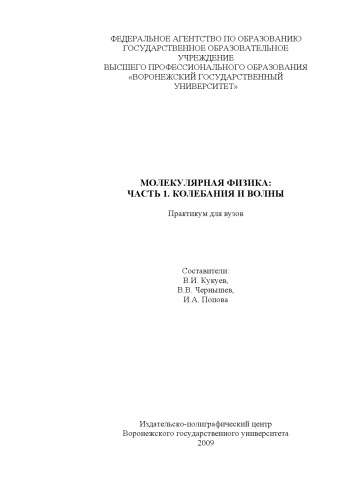 ФЕДЕРАЛЬНОЕ АГЕНТСТВО ПО ОБРАЗОВАНИЮ
ГОСУДАРСТВЕННОЕ ОБРАЗОВАТЕЛЬНОЕ
УЧРЕЖДЕНИЕ
ВЫСШЕГО ПРОФЕССИОНАЛЬНОГО ОБРАЗОВАНИЯ
«ВОРОНЕЖСКИЙ ГОСУДАРСТВЕННЫЙ
УНИВЕРСИТЕТ»
МОЛЕКУЛЯРНАЯ ФИЗИКА:
ЧАСТЬ 1. КОЛЕБАНИЯ И ВОЛНЫ
Практикум для вузов
Составители:
В.И. Кукуев,
В.В. Чернышев,
И.А. Попова
Издательско-полиграфический центр
Воронежского государственного университета
2009